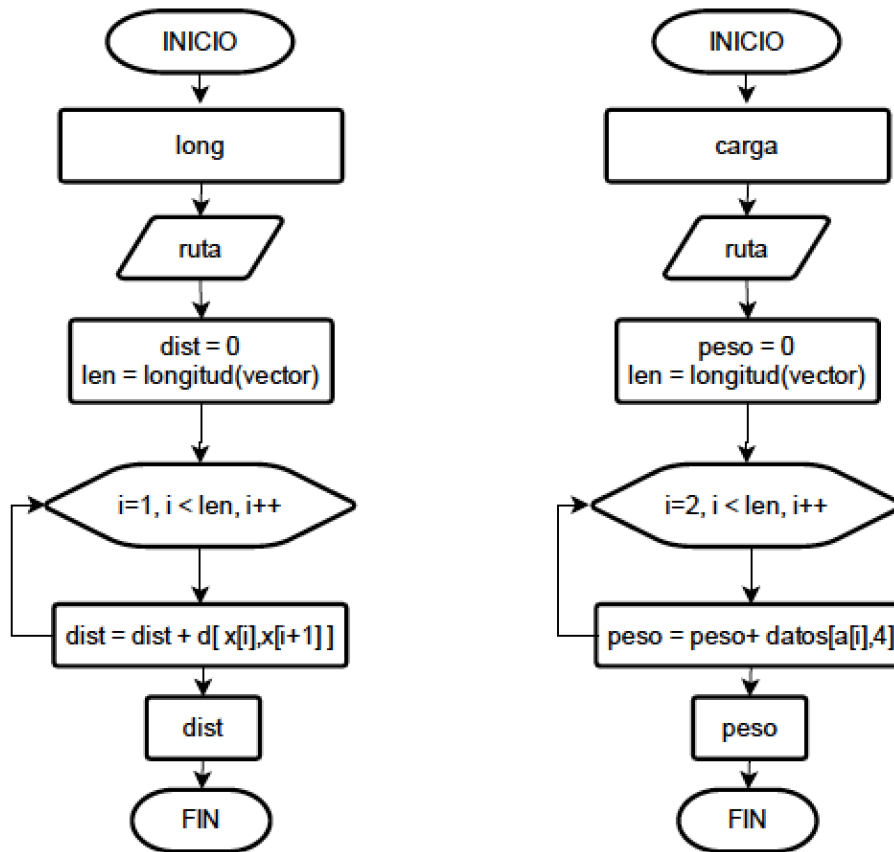 INICIO
long
ruta
dist = 0
len = longitud(vector)
i=1, i < len, i++
dist = dist + d[ x[i],x[i+1] ]
dist
FIN
INICIO
carga
ruta
peso = 0
len = longitud(vector)
i=2, i < len, i++
peso = peso+ datos[a[i],4]
peso
FIN